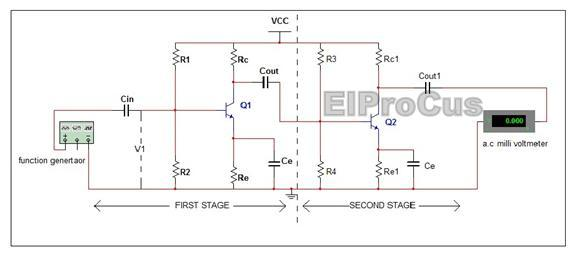 VCC
R1
Rc
R3
Rc1
Cout
Cout1
Cin
Q1
Q2
ElProCus
0.000
a.c milli voltmeter
function genertaor
V1
R2
Re
Ce
R4
Re1
Ce
FIRST STAGE
SECOND STAGE